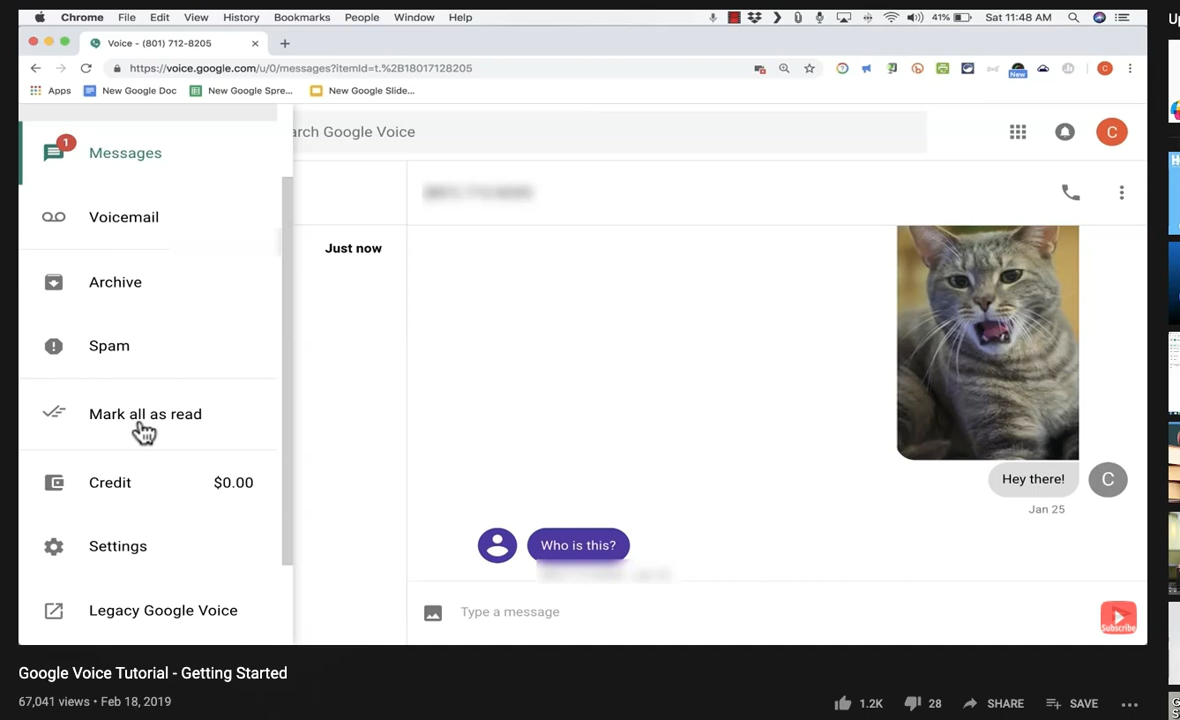 Chrome File Edit View History Bookmarks People Window Help 41% Sat 11:48 AM
Voice - (801) 712-8205
https://voice.google.com/u/0/messages?itemId=t.%2B18017128205
New
C
Apps New Google Doc New Google Spre... New Google Slide...
arch Google Voice
C
1
Messages
Voicemail
Just now
Archive
Spam
Mark all as read
Credit $0.00
Hey there!
C
Jan 25
Settings
Who is this?
Legacy Google Voice
Type a message
Subscribe
Google Voice Tutorial - Getting Started
67,041 views • Feb 18, 2019
1.2K 28 SHARE SAVE